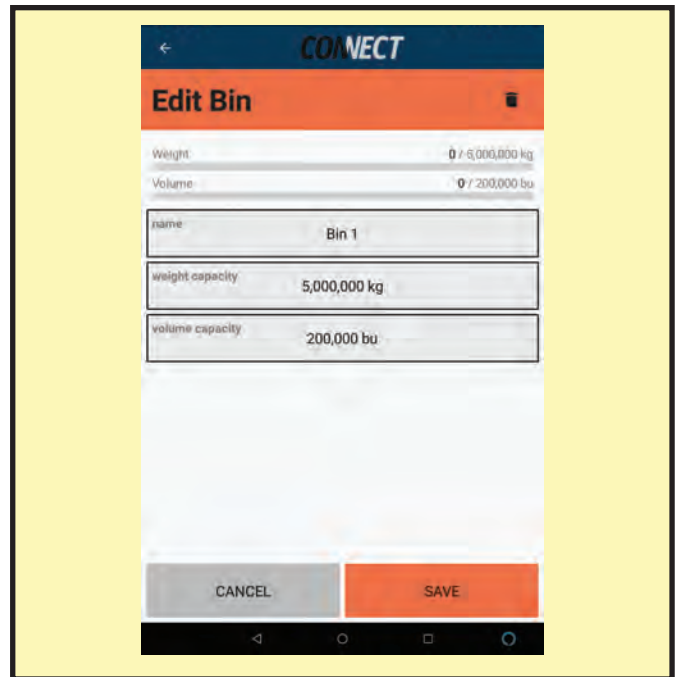 CONNECT
Edit Bin
Weight 0 / 5,000,000 kg
Volume 0 / 200,000 bu
name
Bin 1
weight capacity
5,000,000 kg
volume capacity
200,000 bu
CANCEL SAVE